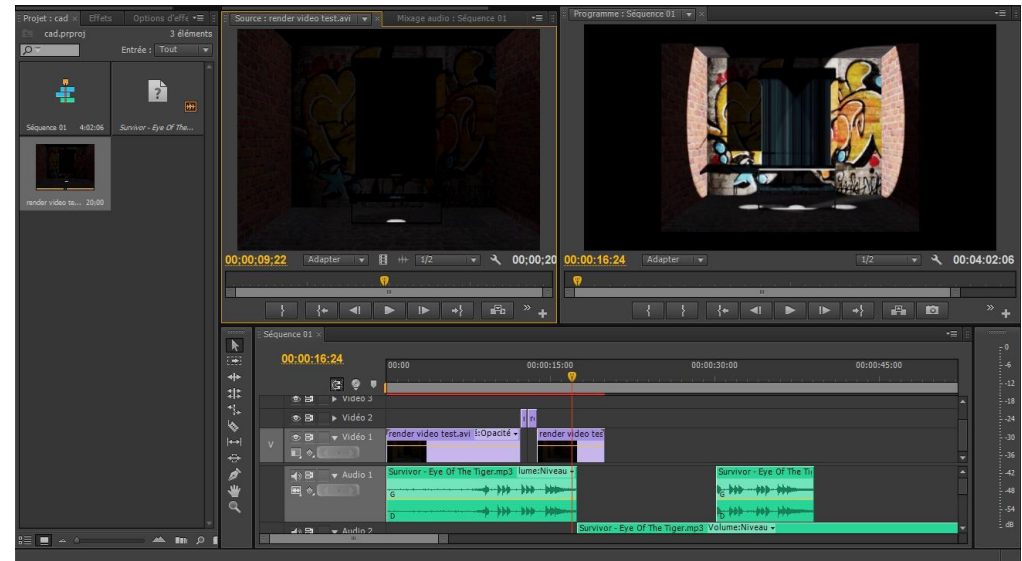 Projet : cad × Effets Options d'effe
cad.prproj 3 éléments
Entrée : Tout
Séquence 01 4:02:06
Survivor - Eye Of The...
render video te... 20;00
Source : render video test.avi × Mixage audio : Séquence 01
00;00;09;22 Adapter 1/2 00;00;20
Programme : Séquence 01 ×
00:00:16:24 Adapter 1/2 00:04:02:06
Séquence 01 ×
00:00:16:24
00:00 00:00:15:00 00:00:30:00 00:00:45:00
Vidéo 3
Vidéo 2
V Vidéo 1
render video test.avi É:Opacité
render video tes
Audio 1
Survivor - Eye Of The Tiger.mp3 lume:Niveau
Survivor - Eye Of The Ti
G
D
G
D
Audio 2
Survivor - Eye Of The Tiger.mp3 Volume:Niveau
0
-6
-12
-18
-24
-30
-36
-42
-48
-54
dB